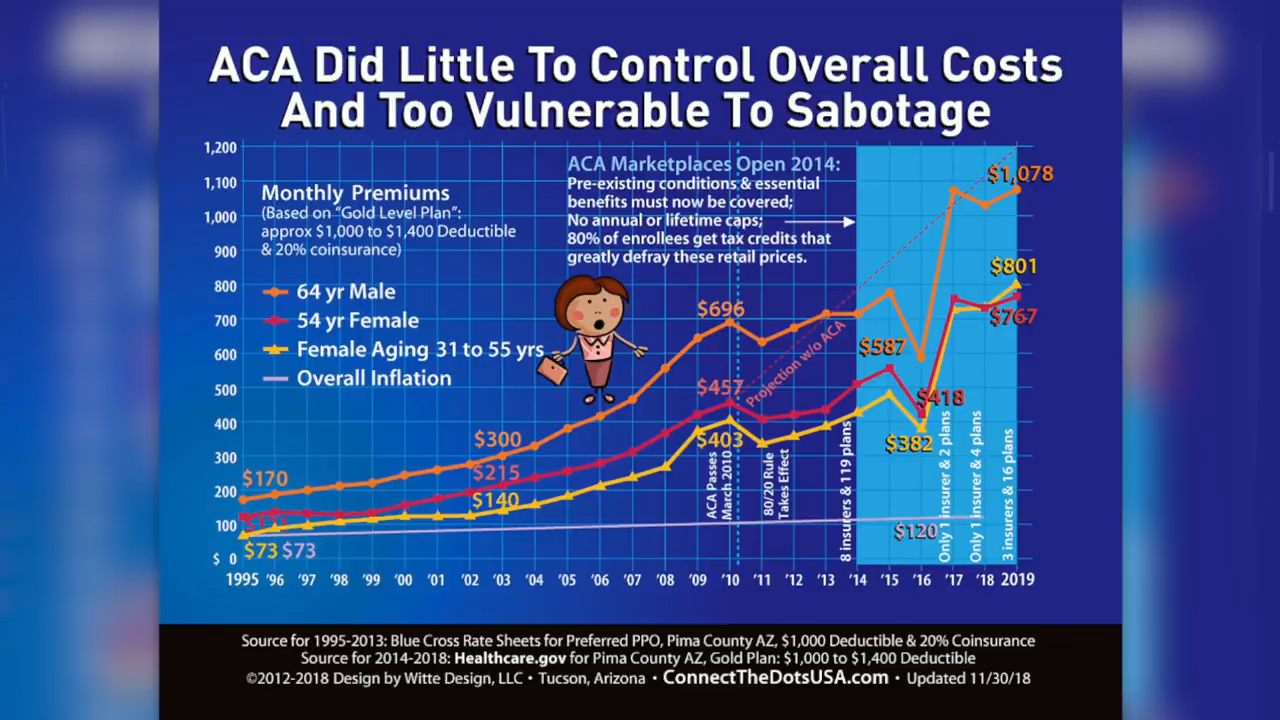 ACA Did Little To Control Overall Costs
And Too Vulnerable To Sabotage
1,200
1,100
1,000
900
800
700
600
500
400
300
200
100
$ 0
Monthly Premiums
(Based on “Gold Level Plan”:
approx $1,000 to $1,400 Deductible
& 20% coinsurance)
64 yr Male
54 yr Female
Female Aging 31 to 55 yrs
Overall Inflation
ACA Marketplaces Open 2014:
Pre-existing conditions & essential
benefits must now be covered;
No annual or lifetime caps;
80% of enrollees get tax credits that
greatly defray these retail prices.
$170
$73
$73
$300
$215
$140
$696
$457
$403
Projection w/o ACA
$587
$418
$382
$120
$1,078
$801
$767
ACA Passes
March 2010
80/20 Rule
Takes Effect
8 insurers & 119 plans
Only 1 insurer & 2 plans
Only 1 insurer & 4 plans
3 insurers & 16 plans
1995 ’96 ’97 ’98 ’99 ’00 ’01 ’02 ’03 ’04 ’05 ’06 ’07 ’08 ’09 ’10 ’11 ’12 ’13 ’14 ’15 ’16 ’17 ’18 2019
Source for 1995-2013: Blue Cross Rate Sheets for Preferred PPO, Pima County AZ, $1,000 Deductible & 20% Coinsurance
Source for 2014-2018: Healthcare.gov for Pima County AZ, Gold Plan: $1,000 to $1,400 Deductible
©2012-2018 Design by Witte Design, LLC • Tucson, Arizona • ConnectTheDotsUSA.com • Updated 11/30/18